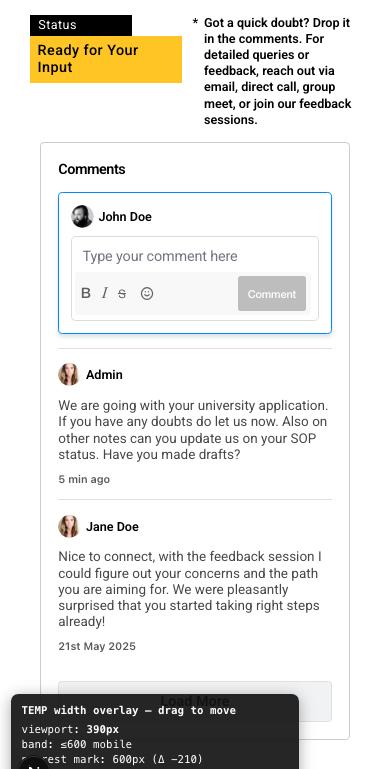 Status
Ready for Your
Input
* Got a quick doubt? Drop it
in the comments. For
detailed queries or
feedback, reach out via
email, direct call, group
meet, or join our feedback
sessions.
Comments
John Doe
Type your comment here
B I S
Comment
Admin
We are going with your university application.
If you have any doubts do let us now. Also on
other notes can you update us on your SOP
status. Have you made drafts?
5 min ago
Jane Doe
Nice to connect, with the feedback session I
could figure out your concerns and the path
you are aiming for. We were pleasantly
surprised that you started taking right steps
already!
21st May 2025
Load More
TEMP width overlay — drag to move
viewport: 390px
band: ≤600 mobile
mark: 600px (Δ −210)